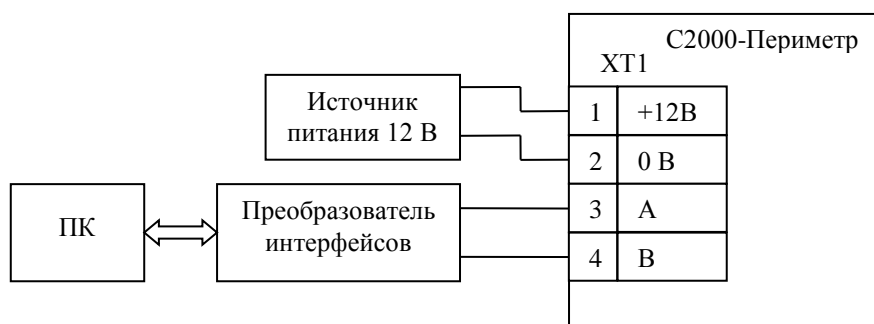 С2000-Периметр
XT1
Источник
питания 12 В
1 +12В
2 0 В
3 А
4 В
ПК
Преобразователь
интерфейсов